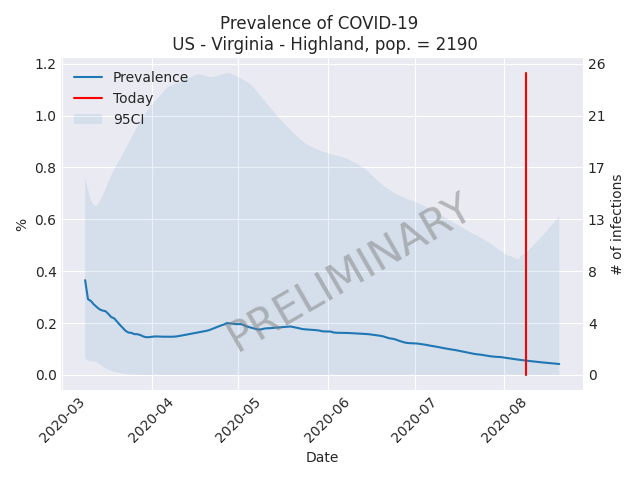 Prevalence of COVID-19
US - Virginia - Highland, pop. = 2190
Prevalence
Today
95CI
PRELIMINARY
%
1.2
1.0
0.8
0.6
0.4
0.2
0.0
26
21
17
13
8
4
0
# of infections
2020-03
2020-04
2020-05
2020-06
2020-07
2020-08
Date